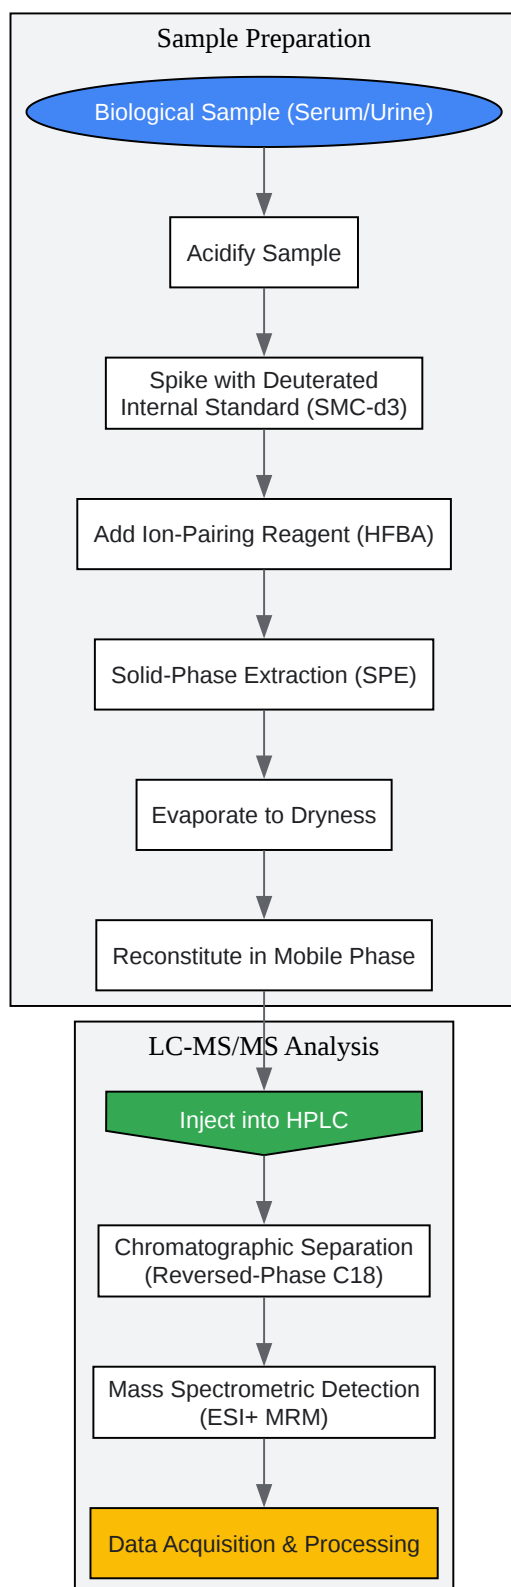 Sample Preparation
Biological Sample (Serum/Urine)
Acidify Sample
Spike with Deuterated
Internal Standard (SMC-d3)
Add Ion-Pairing Reagent (HFBA)
Solid-Phase Extraction (SPE)
Evaporate to Dryness
Reconstitute in Mobile Phase
LC-MS/MS Analysis
Inject into HPLC
Chromatographic Separation
(Reversed-Phase C18)
Mass Spectrometric Detection
(ESI+ MRM)
Data Acquisition & Processing